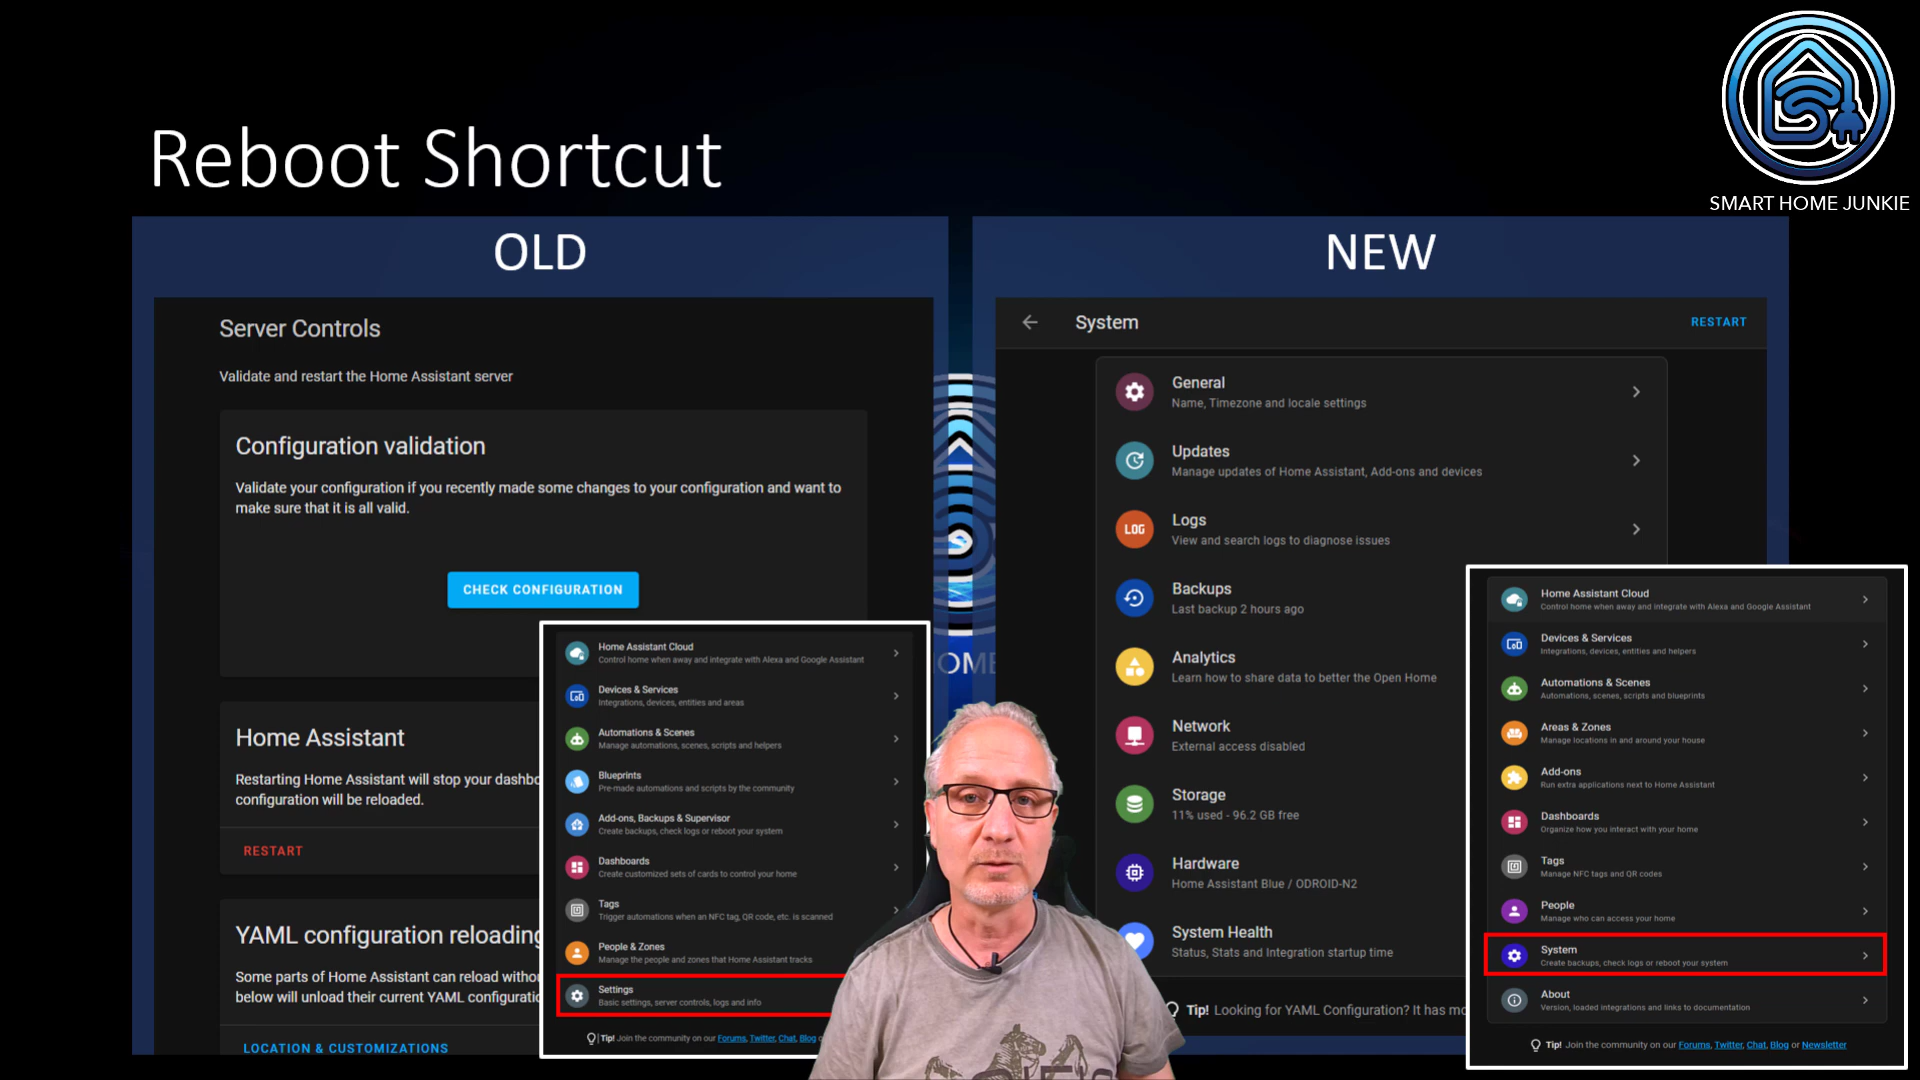 SMART HOME JUNKIE
Reboot Shortcut
OLD
Server Controls
Validate and restart the Home Assistant server
Configuration validation
Validate your configuration if you recently made some changes to your configuration and want to
make sure that it is all valid.
CHECK CONFIGURATION
Home Assistant
Restarting Home Assistant will stop your dashbo
configuration will be reloaded.
RESTART
YAML configuration reloading
Some parts of Home Assistant can reload witho
below will unload their current YAML configuratio
LOCATION & CUSTOMIZATIONS
Home Assistant Cloud
Control home when away and integrate with Alexa and Google Assistant
Devices & Services
Integrations, devices, entities and areas
Automations & Scenes
Manage automations, scenes, scripts and helpers
Blueprints
Pre-made automations and scripts by the community
Add-ons, Backups & Supervisor
Create backups, check logs or reboot your system
Dashboards
Create customized sets of cards to control your home
Tags
Trigger automations when an NFC tag, QR code, etc. is scanned
People & Zones
Manage the people and zones that Home Assistant tracks
Settings
Basic settings, server controls, logs and info
Tip! Join the community on our Forums, Twitter, Chat, Blog o
OME
NEW
System
RESTART
General
Name, Timezone and locale settings
Updates
Manage updates of Home Assistant, Add-ons and devices
LOG
Logs
View and search logs to diagnose issues
Backups
Last backup 2 hours ago
Analytics
Learn how to share data to better the Open Home
Network
External access disabled
Storage
11% used - 96.2 GB free
Hardware
Home Assistant Blue / ODROID-N2
System Health
Status, Stats and Integration startup time
Tip! Looking for YAML Configuration? It has mo
Home Assistant Cloud
Control home when away and integrate with Alexa and Google Assistant
Devices & Services
Integrations, devices, entities and helpers
Automations & Scenes
Automations, scenes, scripts and blueprints
Areas & Zones
Manage locations in and around your house
Add-ons
Run extra applications next to Home Assistant
Dashboards
Organize how you interact with your home
Tags
Manage NFC tags and QR codes
People
Manage who can access your home
System
Create backups, check logs or reboot your system
About
Version, loaded integrations and links to documentation
Tip! Join the community on our Forums, Twitter, Chat, Blog or Newsletter